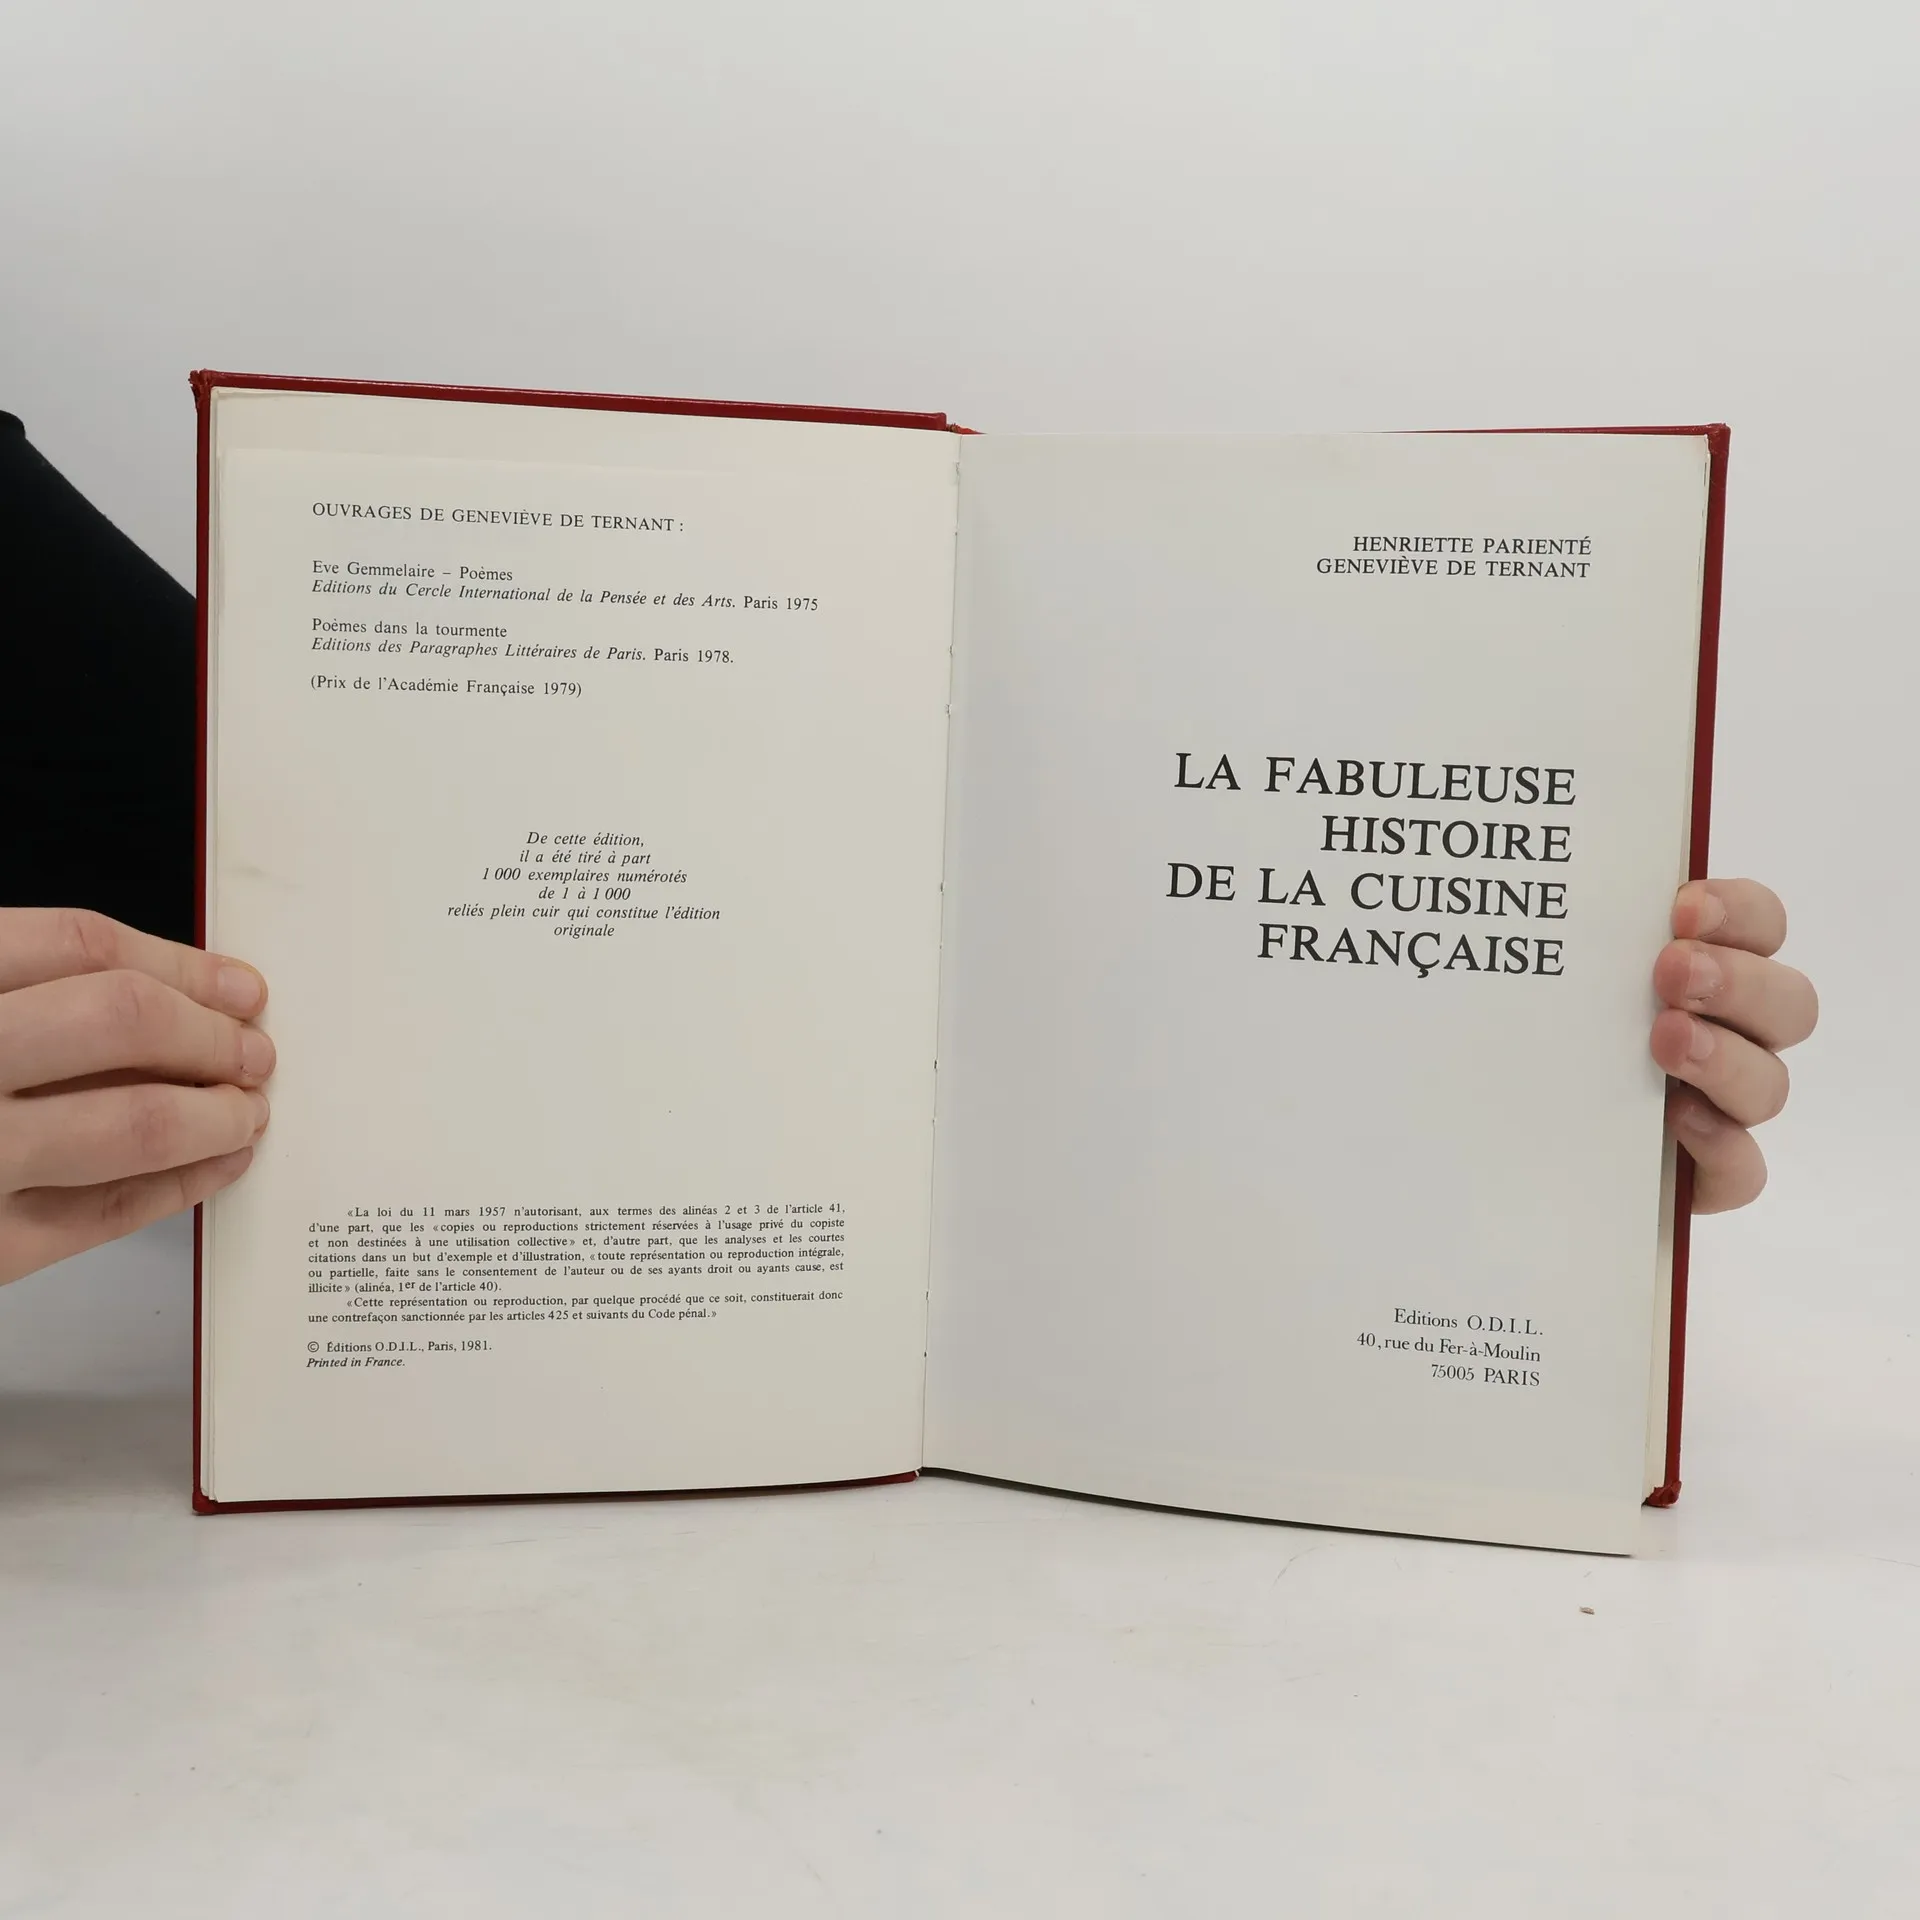 OUVRAGES DE GENEVIÈVE DE TERNANT :
Eve Gemmelaire – Poèmes
Editions du Cercle International de la Pensée et des Arts. Paris 1975
Poèmes dans la tourmente
Editions des Paragraphes Littéraires de Paris. Paris 1978.
(Prix de l'Académie Française 1979)
De cette édition,
il a été tiré à part
1 000 exemplaires numérotés
de 1 à 1 000
reliés plein cuir qui constitue l'édition
originale
«La loi du 11 mars 1957 n'autorisant, aux termes des alinéas 2 et 3 de l'article 41,
d'une part, que les «copies ou reproductions strictement réservées à l'usage privé du copiste
et non destinées à une utilisation collective» et, d'autre part, que les analyses et les courtes
citations dans un but d'exemple et d'illustration, «toute représentation ou reproduction intégrale,
ou partielle, faite sans le consentement de l'auteur ou de ses ayants droit ou ayants cause, est
illicite» (alinéa, 1er de l'article 40).
«Cette représentation ou reproduction, par quelque procédé que ce soit, constituerait donc
une contrefaçon sanctionnée par les articles 425 et suivants du Code pénal.»
© Éditions O.D.I.L., Paris, 1981.
Printed in France.
HENRIETTE PARIENTÉ
GENEVIÈVE DE TERNANT
LA FABULEUSE
HISTOIRE
DE LA CUISINE
FRANÇAISE
Editions O.D.I.L.
40, rue du Fer-à-Moulin
75005 PARIS